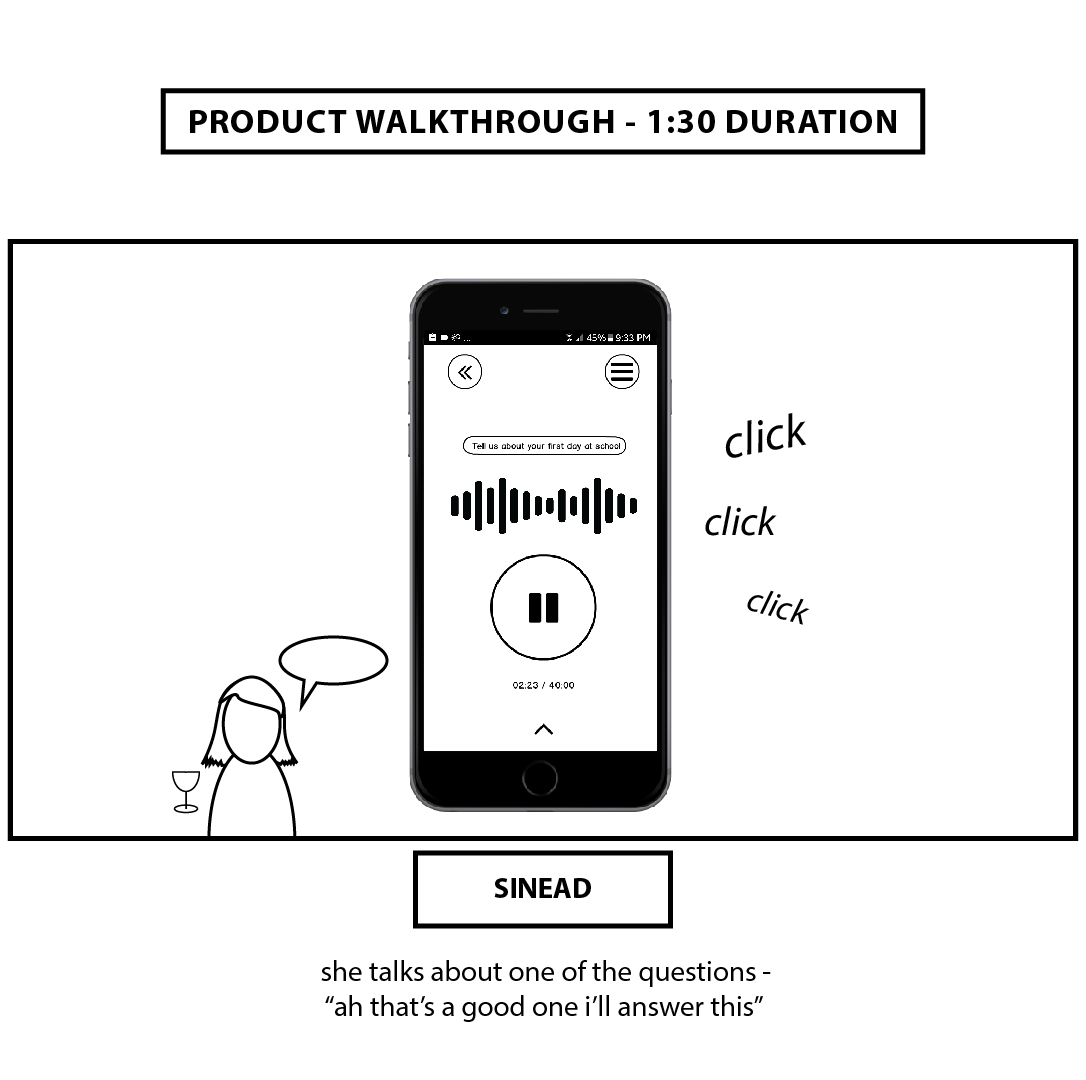 PRODUCT WALKTHROUGH - 1:30 DURATION
... 45% 9:33 PM
Tell us about your first day at school
click
click
click
02:23 / 40:00
SINEAD
she talks about one of the questions -
“ah that’s a good one i’ll answer this”